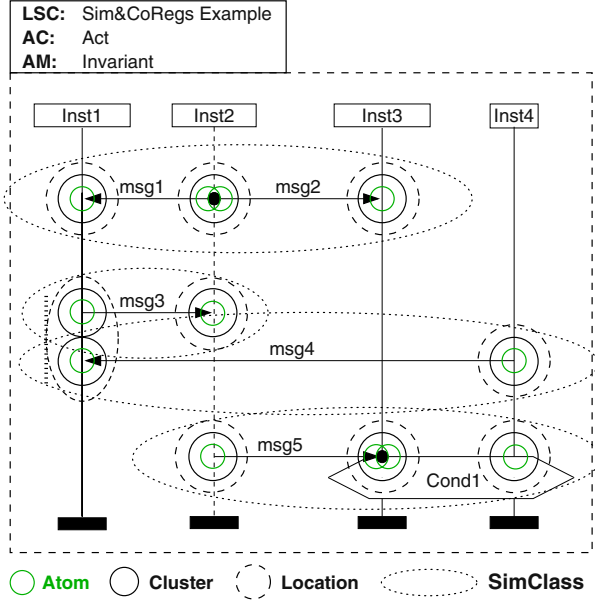 LSC: Sim&CoRegs Example
AC: Act
AM: Invariant
Inst1 Inst2 Inst3 Inst4
msg1 msg2
msg3
msg4
msg5
Cond1
Atom Cluster Location SimClass